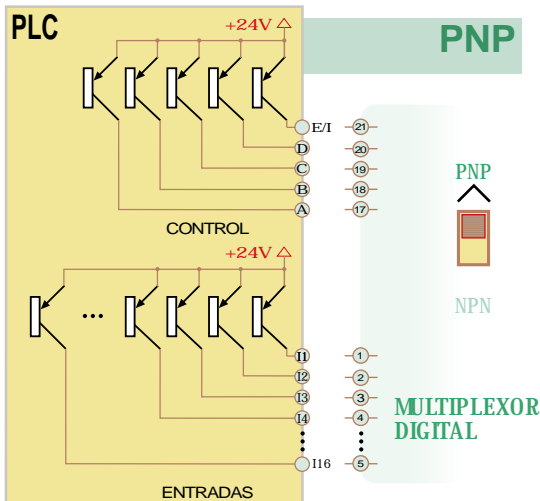 PLC
+24V
PNP
E/I 21
D 20
C 19
B 18
A 17
CONTROL
PNP
+24V
NPN
I1 1
I2 2
I3 3
I4 4
I16 5
MULTIPLEXOR
DIGITAL
ENTRADAS